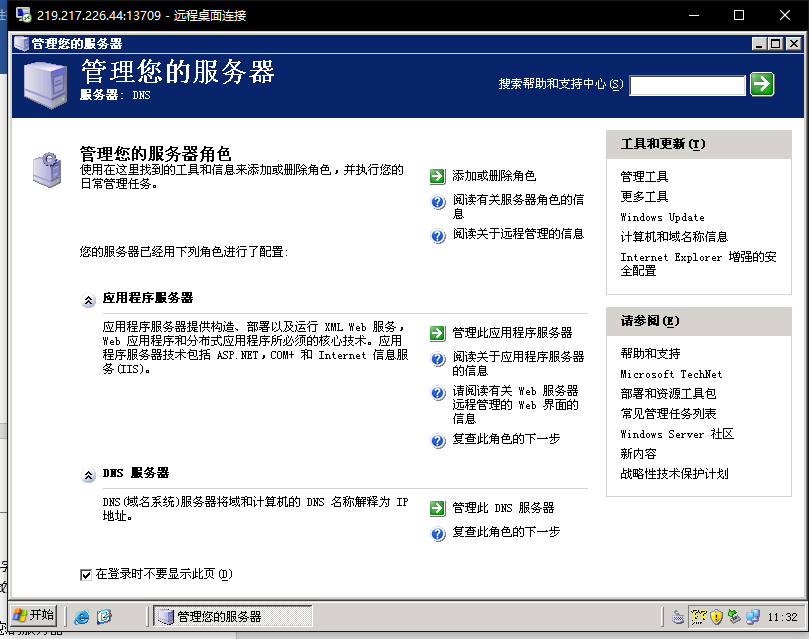 219.217.226.44:13709 - 远程桌面连接
管理您的服务器
管理您的服务器
服务器: DNS
搜索帮助和支持中心(S)
管理您的服务器角色
使用在这里找到的工具和信息来添加或删除角色，并执行您的
日常管理任务。
添加或删除角色
阅读有关服务器角色的信
息
阅读关于远程管理的信息
您的服务器已经用下列角色进行了配置:
应用程序服务器
应用程序服务器提供构造、部署以及运行 XML Web 服务，
Web 应用程序和分布式应用程序所必须的核心技术。应用
程序服务器技术包括 ASP.NET，COM+ 和 Internet 信息服
务(IIS)。
管理此应用程序服务器
阅读关于应用程序服务器
的信息
请阅读有关 Web 服务器
远程管理的 Web 界面的
信息
复查此角色的下一步
DNS 服务器
DNS(域名系统)服务器将域和计算机的 DNS 名称解释为 IP
地址。
管理此 DNS 服务器
复查此角色的下一步
在登录时不要显示此页(D)
工具和更新(T)
管理工具
更多工具
Windows Update
计算机和域名称信息
Internet Explorer 增强的安
全配置
请参阅(E)
帮助和支持
Microsoft TechNet
部署和资源工具包
常见管理任务列表
Windows Server 社区
新内容
战略性技术保护计划
开始
管理您的服务器
11:32